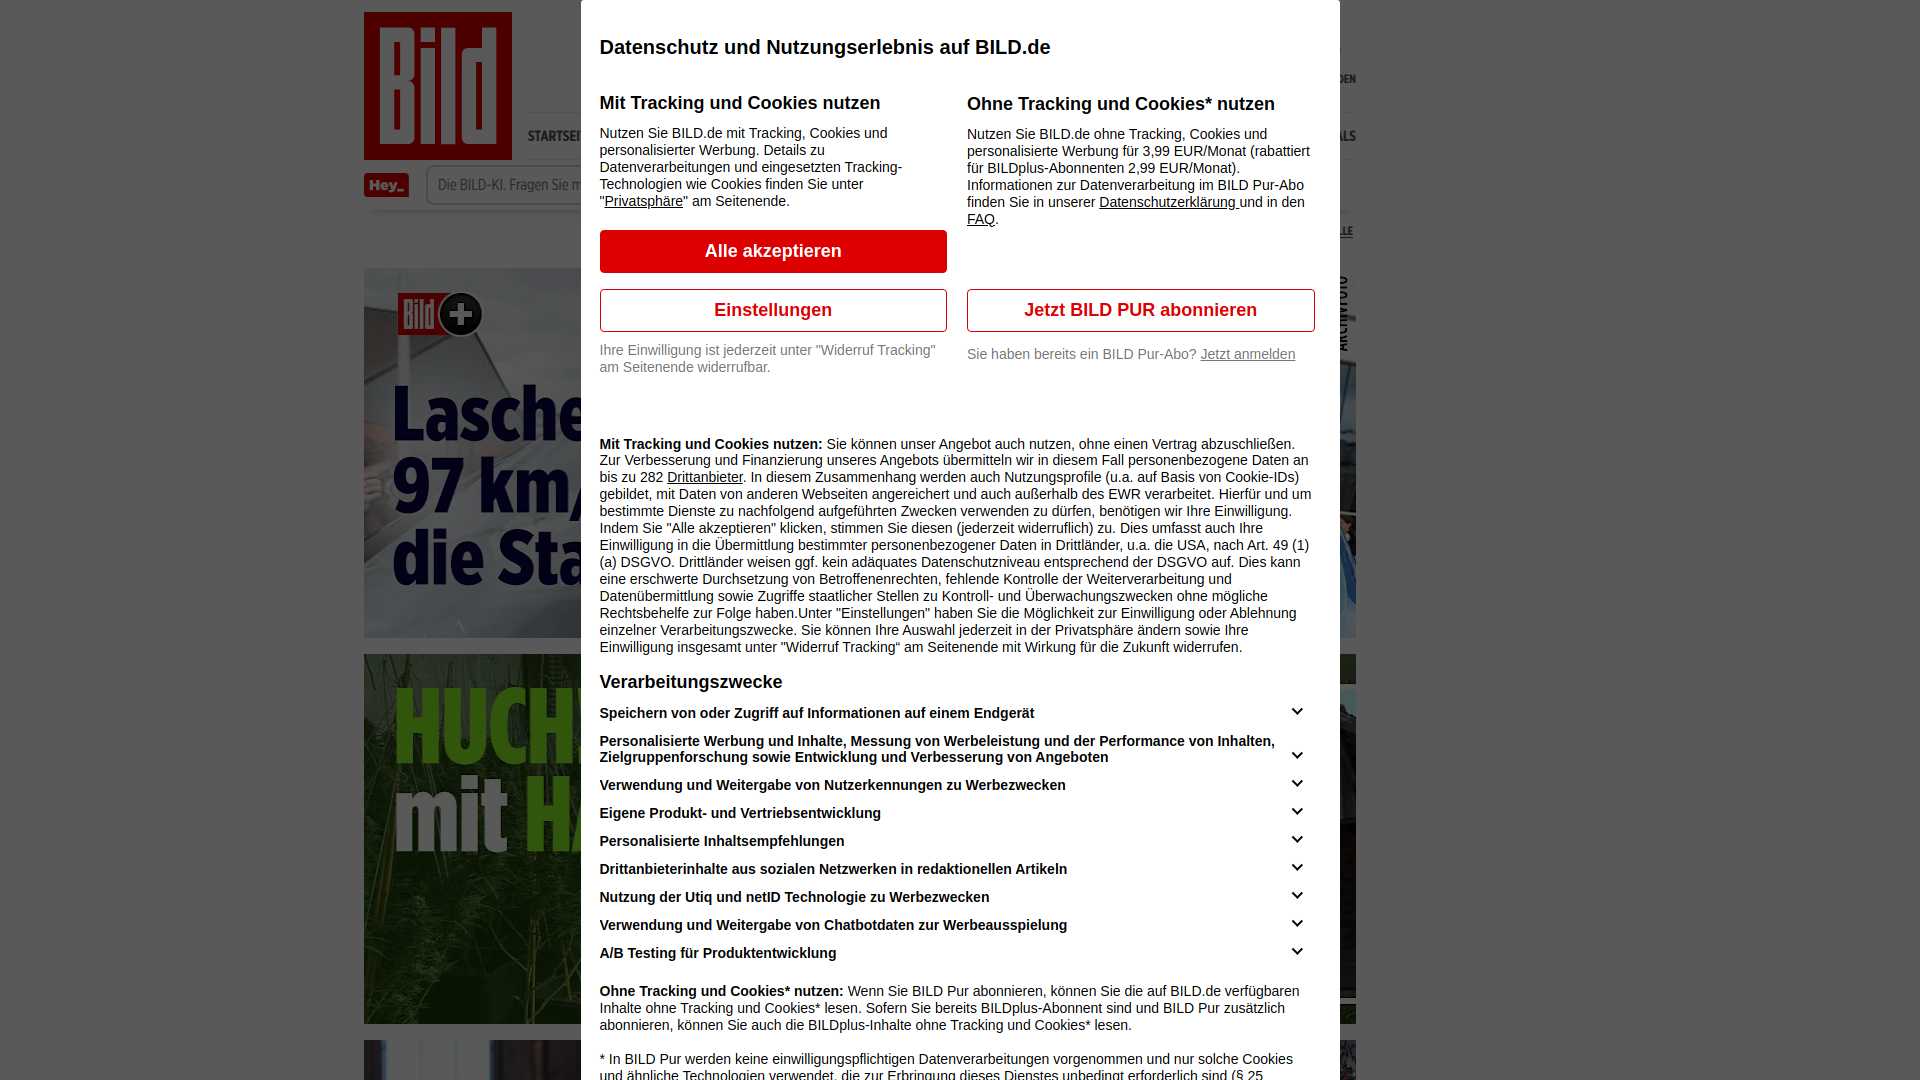 Bild
Datenschutz und Nutzungserlebnis auf BILD.de
Mit Tracking und Cookies nutzen
Nutzen Sie BILD.de mit Tracking, Cookies und
personalisierter Werbung. Details zu
Datenverarbeitungen und eingesetzten Tracking-
Technologien wie Cookies finden Sie unter
"Privatsphäre" am Seitenende.
Alle akzeptieren
Einstellungen
Ihre Einwilligung ist jederzeit unter "Widerruf Tracking"
am Seitenende widerrufbar.
Ohne Tracking und Cookies* nutzen
Nutzen Sie BILD.de ohne Tracking, Cookies und
personalisierte Werbung für 3,99 EUR/Monat (rabattiert
für BILDplus-Abonnenten 2,99 EUR/Monat).
Informationen zur Datenverarbeitung im BILD Pur-Abo
finden Sie in unserer Datenschutzerklärung und in den
FAQ.
Jetzt BILD PUR abonnieren
Sie haben bereits ein BILD Pur-Abo? Jetzt anmelden
Mit Tracking und Cookies nutzen: Sie können unser Angebot auch nutzen, ohne einen Vertrag abzuschließen.
Zur Verbesserung und Finanzierung unseres Angebots übermitteln wir in diesem Fall personenbezogene Daten an
bis zu 282 Drittanbieter. In diesem Zusammenhang werden auch Nutzungsprofile (u.a. auf Basis von Cookie-IDs)
gebildet, mit Daten von anderen Webseiten angereichert und auch außerhalb des EWR verarbeitet. Hierfür und um
bestimmte Dienste zu nachfolgend aufgeführten Zwecken verwenden zu dürfen, benötigen wir Ihre Einwilligung.
Indem Sie "Alle akzeptieren" klicken, stimmen Sie diesen (jederzeit widerruflich) zu. Dies umfasst auch Ihre
Einwilligung in die Übermittlung bestimmter personenbezogener Daten in Drittländer, u.a. die USA, nach Art. 49 (1)
(a) DSGVO. Drittländer weisen ggf. kein adäquates Datenschutzniveau entsprechend der DSGVO auf. Dies kann
eine erschwerte Durchsetzung von Betroffenenrechten, fehlende Kontrolle der Weiterverarbeitung und
Datenübermittlung sowie Zugriffe staatlicher Stellen zu Kontroll- und Überwachungszwecken ohne mögliche
Rechtsbehelfe zur Folge haben.Unter "Einstellungen" haben Sie die Möglichkeit zur Einwilligung oder Ablehnung
einzelner Verarbeitungszwecke. Sie können Ihre Auswahl jederzeit in der Privatsphäre ändern sowie Ihre
Einwilligung insgesamt unter "Widerruf Tracking“ am Seitenende mit Wirkung für die Zukunft widerrufen.
Verarbeitungszwecke
Speichern von oder Zugriff auf Informationen auf einem Endgerät
Personalisierte Werbung und Inhalte, Messung von Werbeleistung und der Performance von Inhalten,
Zielgruppenforschung sowie Entwicklung und Verbesserung von Angeboten
Verwendung und Weitergabe von Nutzerkennungen zu Werbezwecken
Eigene Produkt- und Vertriebsentwicklung
Personalisierte Inhaltsempfehlungen
Drittanbieterinhalte aus sozialen Netzwerken in redaktionellen Artikeln
Nutzung der Utiq und netID Technologie zu Werbezwecken
Verwendung und Weitergabe von Chatbotdaten zur Werbeausspielung
A/B Testing für Produktentwicklung
Ohne Tracking und Cookies* nutzen: Wenn Sie BILD Pur abonnieren, können Sie die auf BILD.de verfügbaren
Inhalte ohne Tracking und Cookies* lesen. Sofern Sie bereits BILDplus-Abonnent sind und BILD Pur zusätzlich
abonnieren, können Sie auch die BILDplus-Inhalte ohne Tracking und Cookies* lesen.
* In BILD Pur werden keine einwilligungspflichtigen Datenverarbeitungen vorgenommen und nur solche Cookies
und ähnliche Technologien verwendet, die zur Erbringung dieses Dienstes unbedingt erforderlich sind (§ 25
STARTSEI
Hey_
Die BILD-KI. Fragen Sie m
DEN
ALS
LLE
ARCHIVFOTO
Bild +
Lasche
97 km/
die Sta
HUCH
mit HA